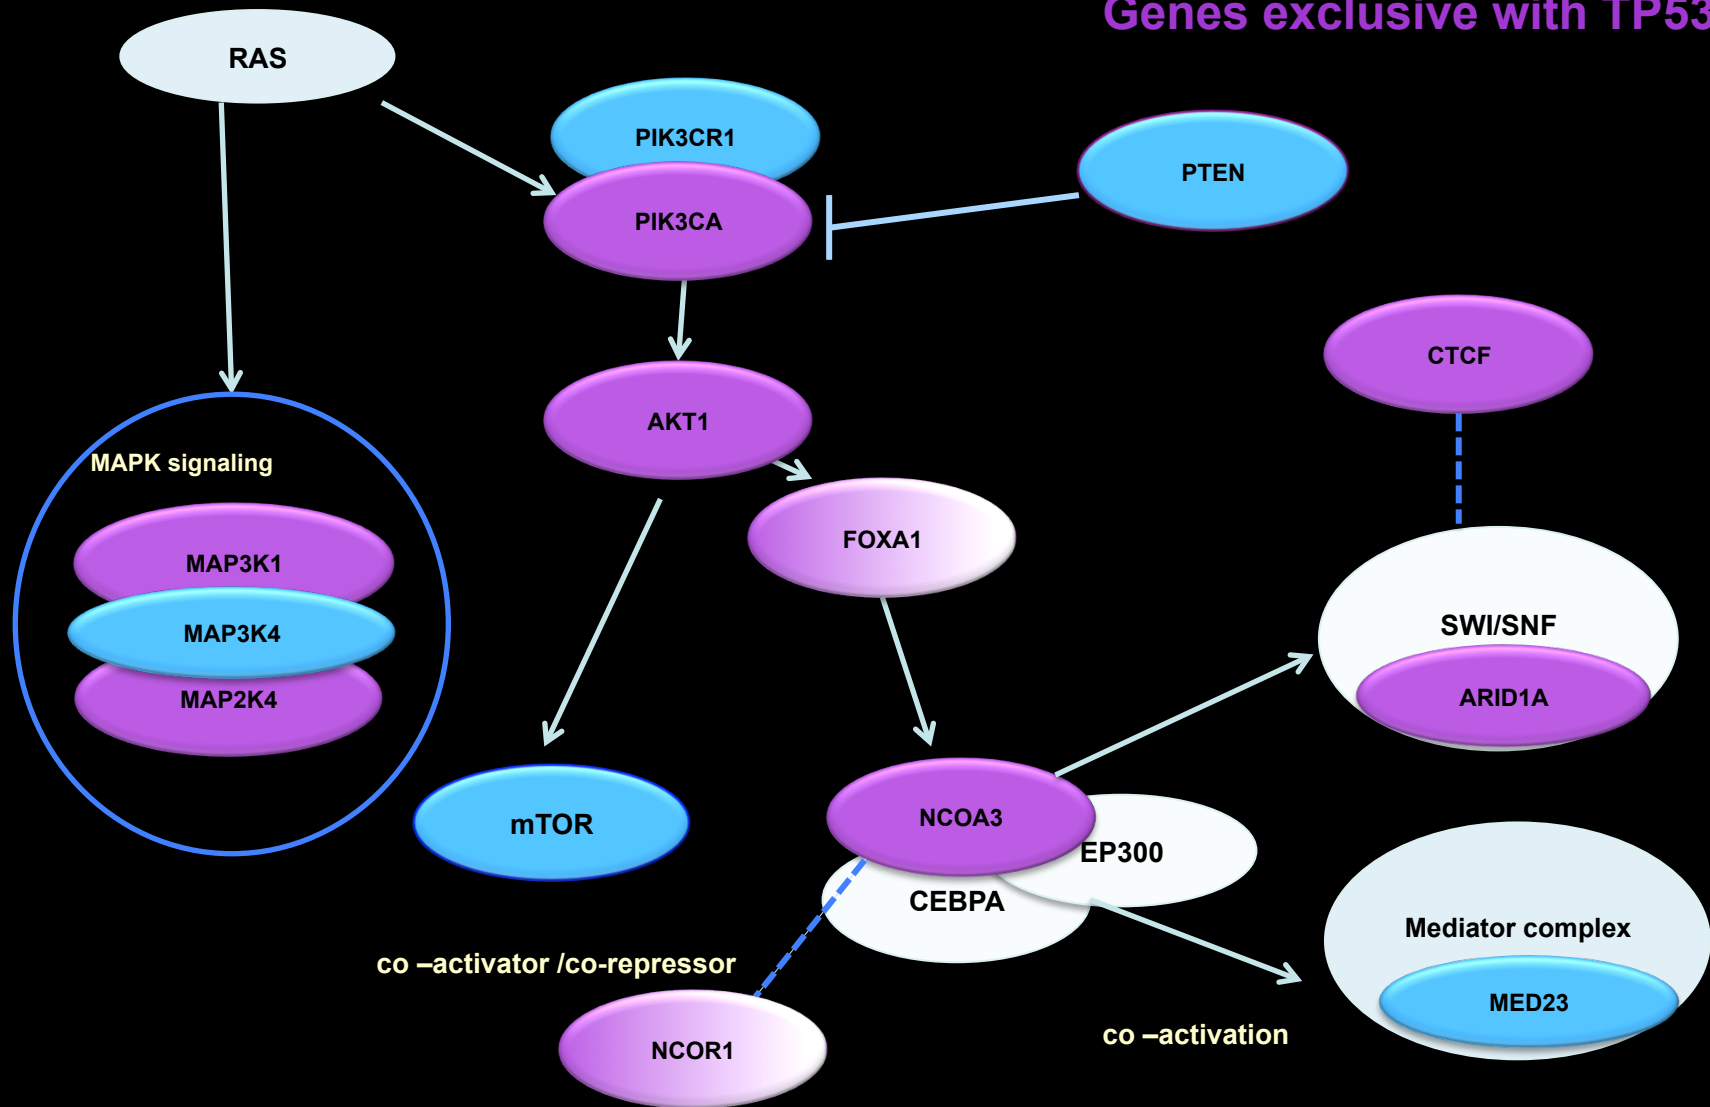 Genes exclusive with TP53
RAS
PIK3CR1
PIK3CA
PTEN
CTCF
AKT1
MAPK signaling
FOXA1
MAP3K1
MAP3K4
MAP2K4
SWI/SNF
ARID1A
mTOR
NCOA3
EP300
CEBPA
Mediator complex
co –activator /co-repressor
MED23
co –activation
NCOR1